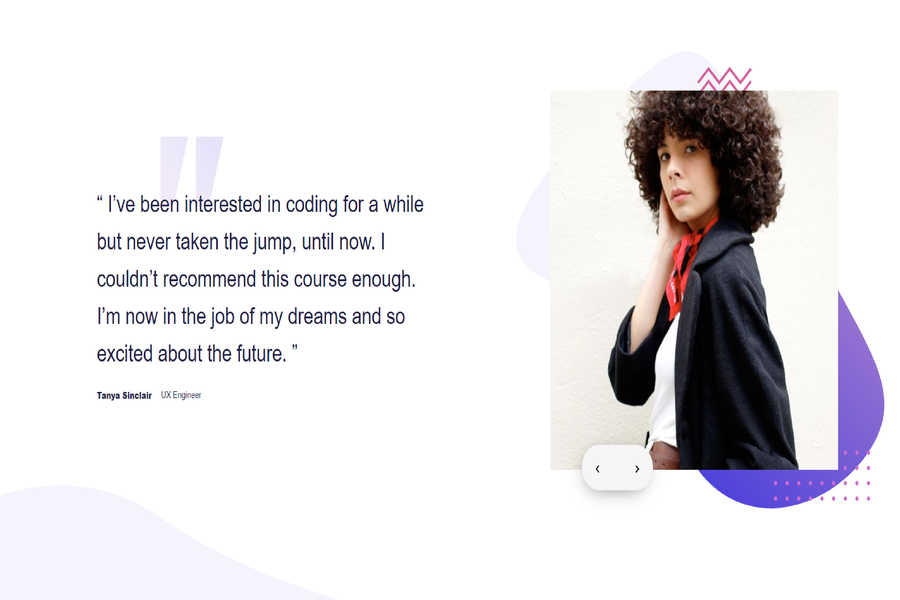 “ I’ve been interested in coding for a while
but never taken the jump, until now. I
couldn’t recommend this course enough.
I’m now in the job of my dreams and so
excited about the future. ”
Tanya Sinclair UX Engineer